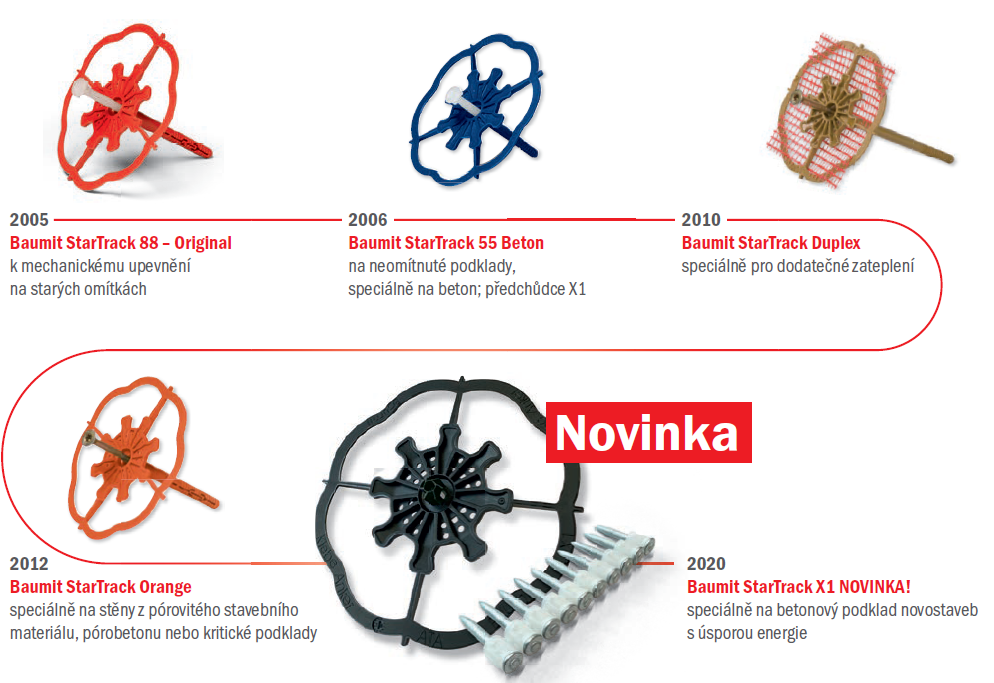 2005
Baumit StarTrack 88 – Original
k mechanickému upevnění
na starých omítkách
2006
Baumit StarTrack 55 Beton
na neomítnuté podklady,
speciálně na beton; předchůdce X1
2010
Baumit StarTrack Duplex
speciálně pro dodatečné zateplení
Novinka
2012
Baumit StarTrack Orange
speciálně na stěny z pórovitého stavebního
materiálu, pórobetonu nebo kritické podklady
2020
Baumit StarTrack X1 NOVINKA!
speciálně na betonový podklad novostaveb
s úsporou energie